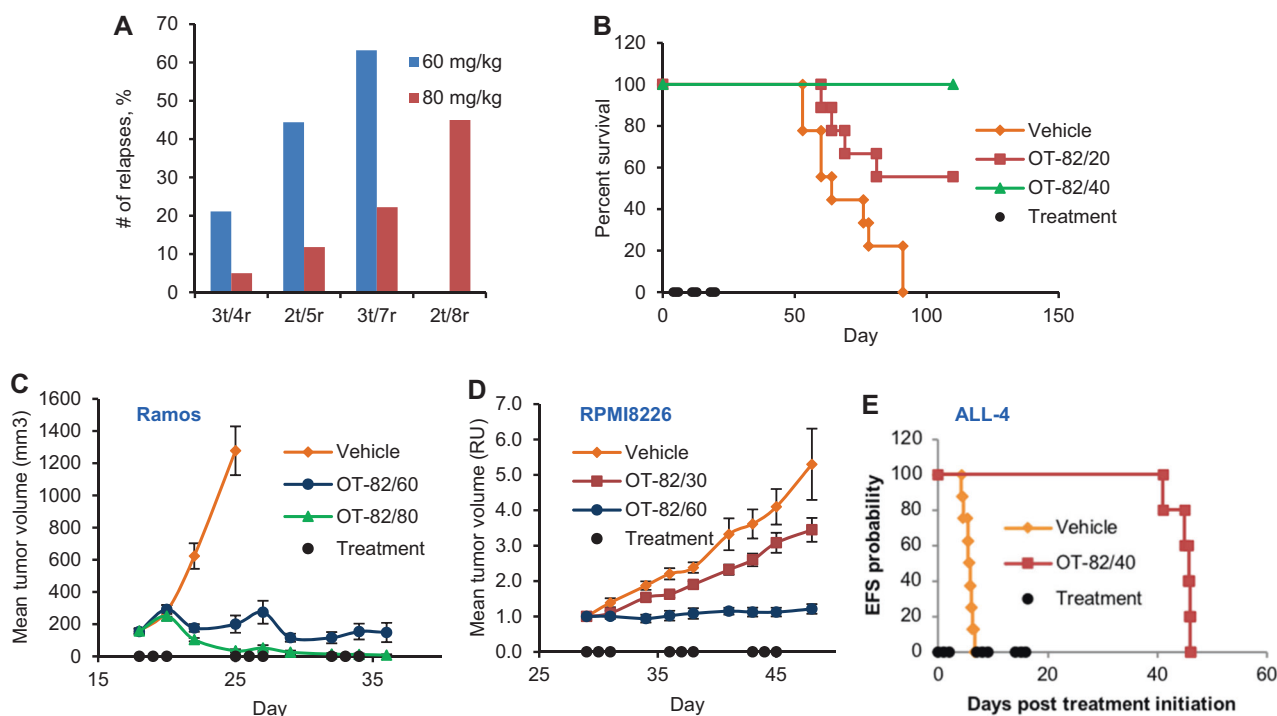 A
# of relapses, %
70
60
50
40
30
20
10
0
3t/4r 2t/5r 3t/7r 2t/8r
60 mg/kg
80 mg/kg
B
Percent survival
120
100
80
60
40
20
0
0 50 100 150
Day
Vehicle
OT-82/20
OT-82/40
Treatment
C
Ramos
Mean tumor volume (mm3)
1600
1400
1200
1000
800
600
400
200
0
15 25 35
Day
Vehicle
OT-82/60
OT-82/80
Treatment
D
RPMI8226
Mean tumor volume (RU)
7.0
6.0
5.0
4.0
3.0
2.0
1.0
0.0
25 35 45
Day
Vehicle
OT-82/30
OT-82/60
Treatment
E
ALL-4
EFS probability
120
100
80
60
40
20
0
0 20 40 60
Days post treatment initiation
Vehicle
OT-82/40
Treatment